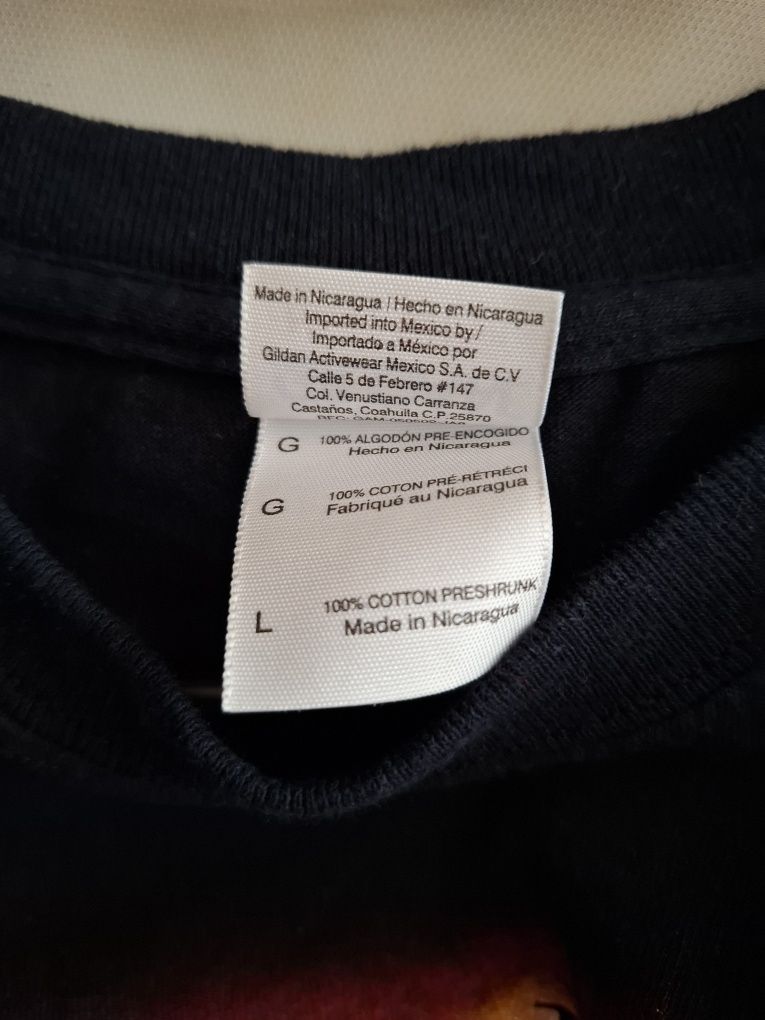 Made in Nicaragua / Hecho en Nicaragua
Imported into Mexico by /
Importado a México por
Gildan Activewear Mexico S.A. de C.V
Calle 5 de Febrero #147
Col. Venustiano Carranza
Castaños, Coahuila C.P. 25870
G 100% ALGODÓN PRE-ENCOGIDO
Hecho en Nicaragua
G 100% COTON PRÉ-RÉTRÉCI
Fabriqué au Nicaragua
L 100% COTTON PRESHRUNK
Made in Nicaragua